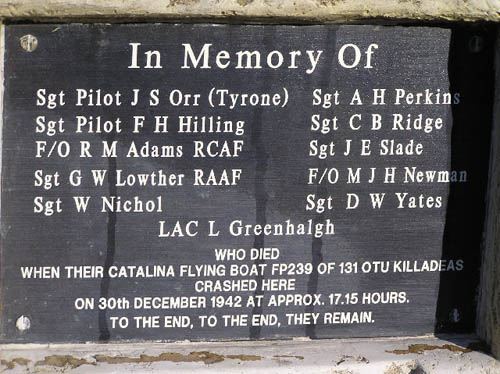 In Memory Of
Sgt Pilot J S Orr (Tyrone) Sgt A H Perkins
Sgt Pilot F H Hilling Sgt C B Ridge
F/O R M Adams RCAF Sgt J E Slade
Sgt G W Lowther RAAF F/O M J H Newman
Sgt W Nichol Sgt D W Yates
LAC L Greenhalgh
WHO DIED
WHEN THEIR CATALINA FLYING BOAT FP239 OF 131 OTU KILLADEAS
CRASHED HERE
ON 30th DECEMBER 1942 AT APPROX. 17.15 HOURS.
TO THE END, TO THE END, THEY REMAIN.